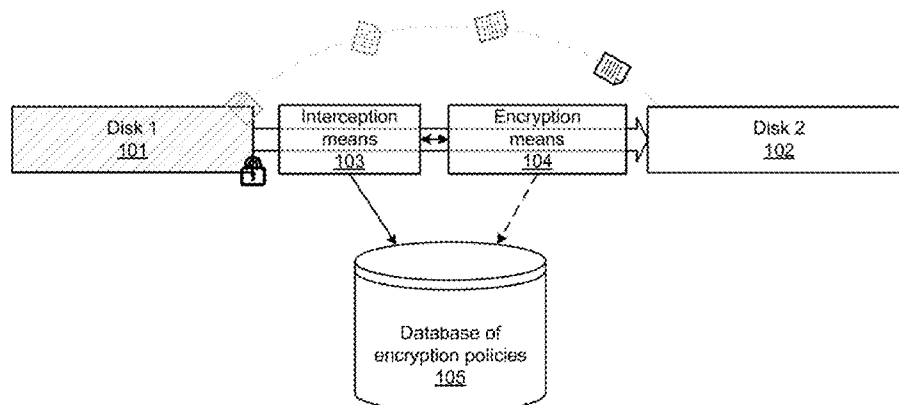 Disk 1
101
Interception
means
103
Encryption
means
104
Disk 2
102
Database of
encryption policies
105